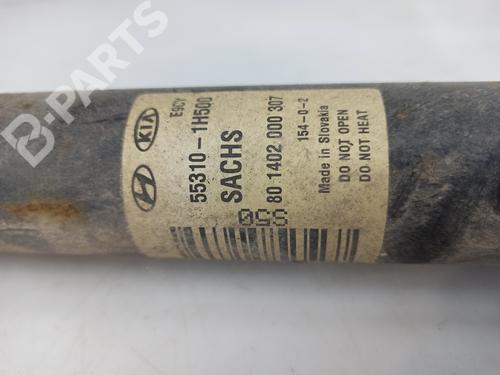 B-PARTS
KIA
E9CY
55310-1H500
SACHS
80 1402 000 307
154-0-2
Made in Slovakia
DO NOT OPEN
DO NOT HEAT